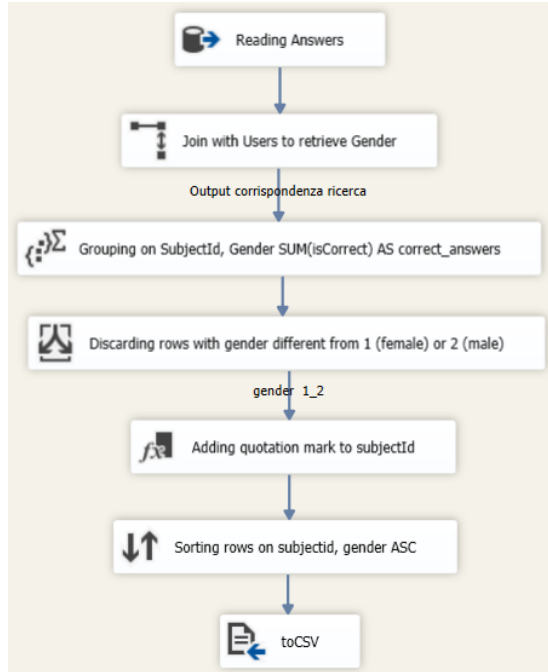 Reading Answers
Join with Users to retrieve Gender
Output corrispondenza ricerca
Grouping on SubjectId, Gender SUM(isCorrect) AS correct_answers
Discarding rows with gender different from 1 (female) or 2 (male)
gender 1_2
Adding quotation mark to subjectId
Sorting rows on subjectid, gender ASC
toCSV